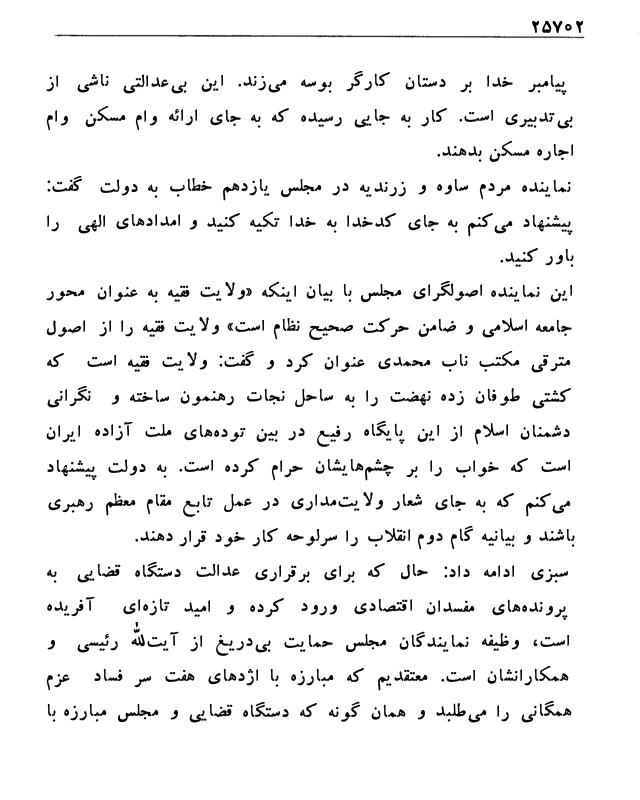 ۲۵۷۰۲
پیامبر خدا بر دستان کارگر بوسه می‌زند. این بی‌عدالتی ناشی از
بی‌تدبیری است. کار به جایی رسیده که به جای ارائه وام مسکن وام
اجاره مسکن بدهند.
نماینده مردم ساوه و زرندیه در مجلس یازدهم خطاب به دولت گفت:
پیشنهاد می‌کنم به جای کدخدا به خدا تکیه کنید و امدادهای الهی را
باور کنید.
این نماینده اصولگرای مجلس با بیان اینکه «ولایت فقیه به عنوان محور
جامعه اسلامی و ضامن حرکت صحیح نظام است» ولایت فقیه را از اصول
مترقی مکتب ناب محمدی عنوان کرد و گفت: ولایت فقیه است که
کشتی طوفان زده نهضت را به ساحل نجات رهنمون ساخته و نگرانی
دشمنان اسلام از این پایگاه رفیع در بین توده‌های ملت آزاده ایران
است که خواب را بر چشم‌هایشان حرام کرده است. به دولت پیشنهاد
می‌کنم که به جای شعار ولایت‌مداری در عمل تابع مقام معظم رهبری
باشند و بیانیه گام دوم انقلاب را سرلوحه کار خود قرار دهند.
سبزی ادامه داد: حال که برای برقراری عدالت دستگاه قضایی به
پرونده‌های مفسدان اقتصادی ورود کرده و امید تازه‌ای آفریده
است، وظیفه نمایندگان مجلس حمایت بی‌دریغ از آیت‌الله رئیسی و
همکارانشان است. معتقدیم که مبارزه با اژدهای هفت سر فساد عزم
همگانی را می‌طلبد و همان گونه که دستگاه قضایی و مجلس مبارزه با